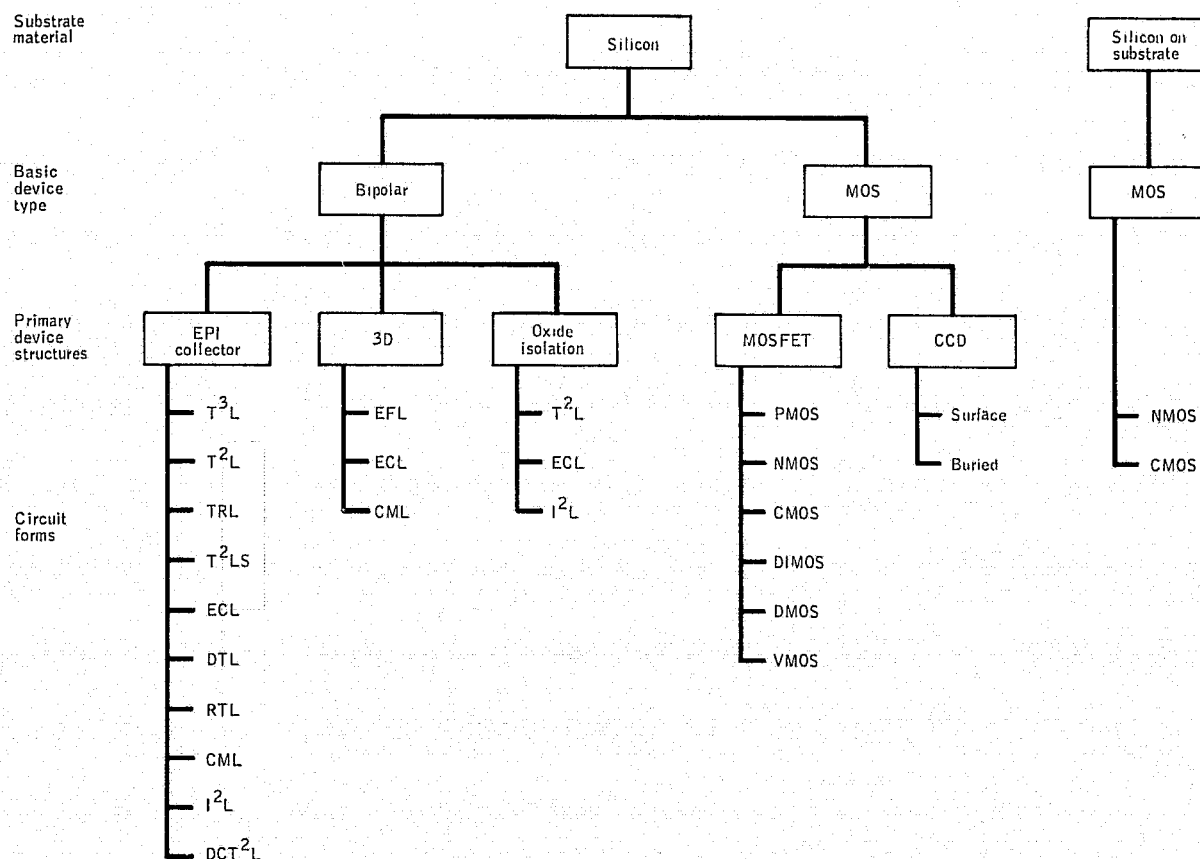 Substrate
material
Silicon
Silicon on
substrate
Basic
device
type
Bipolar
MOS
MOS
Primary
device
structures
EPI
collector
3D
Oxide
isolation
MOSFET
CCD
Circuit
forms
T³L
T²L
TRL
T²LS
ECL
DTL
RTL
CML
I²L
DCT²L
EFL
ECL
CML
T²L
ECL
I²L
PMOS
NMOS
CMOS
DIMOS
DMOS
VMOS
Surface
Buried
NMOS
CMOS